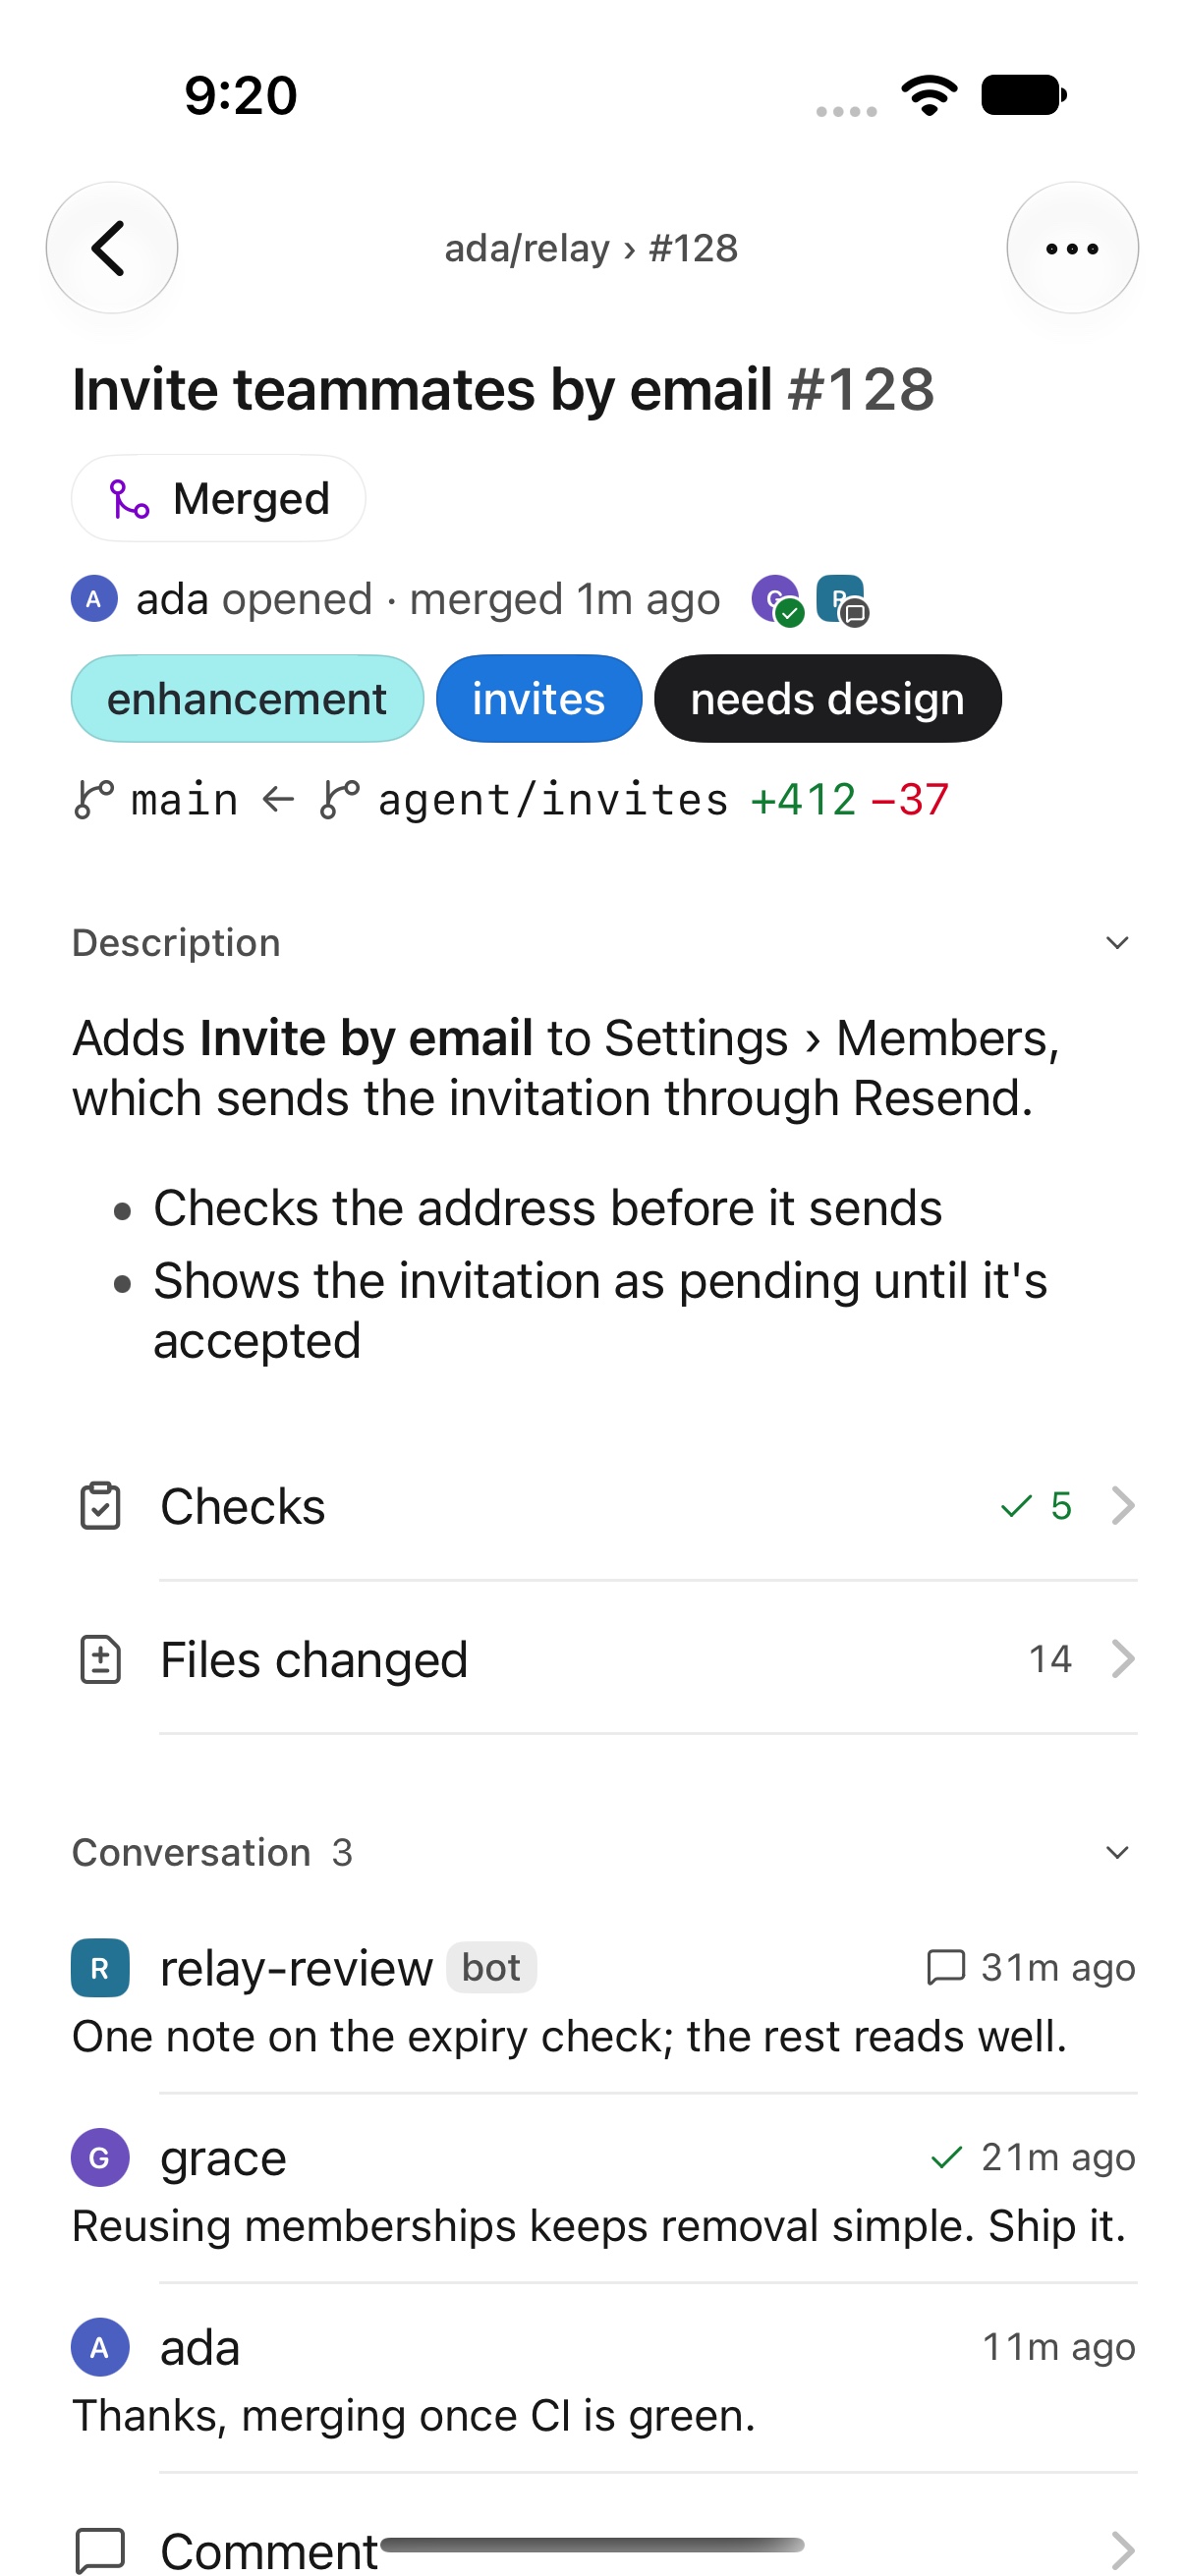 9:20
ada/relay › #128
Invite teammates by email #128
Merged
A ada opened · merged 1m ago G R
enhancement invites needs design
main ← agent/invites +412 −37
Description
Adds Invite by email to Settings › Members,
which sends the invitation through Resend.
• Checks the address before it sends
• Shows the invitation as pending until it's
accepted
Checks 5
Files changed 14
Conversation 3
R relay-review bot 31m ago
One note on the expiry check; the rest reads well.
G grace 21m ago
Reusing memberships keeps removal simple. Ship it.
A ada 11m ago
Thanks, merging once CI is green.
Comment